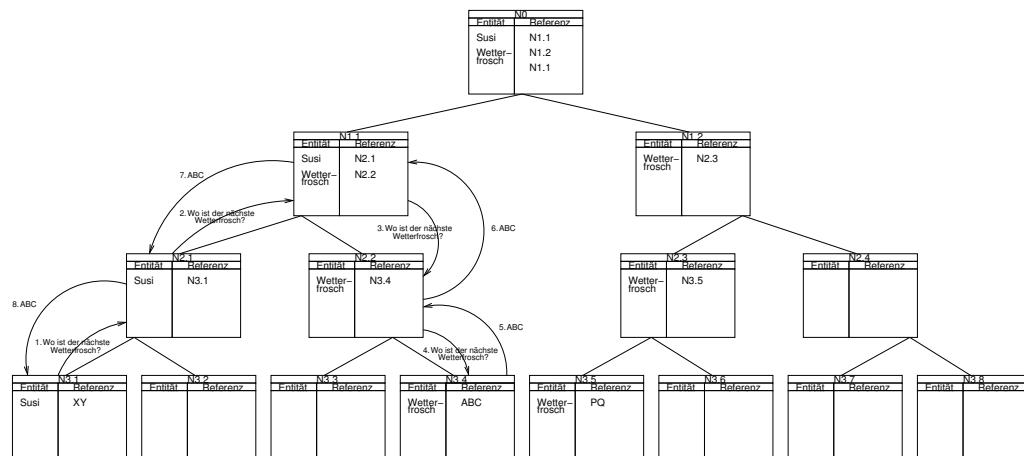 N0
Entität Referenz
Susi N1.1
Wetter– N1.2
frosch
N1.1
N1.1
Entität Referenz
Susi N2.1
Wetter– N2.2
frosch
N1.2
Entität Referenz
Wetter– N2.3
frosch
7. ABC
2. Wo ist der nächste
Wetterfrosch?
3. Wo ist der nächste
Wetterfrosch?
6. ABC
N2.1
Entität Referenz
Susi N3.1
N2.2
Entität Referenz
Wetter– N3.4
frosch
N2.3
Entität Referenz
Wetter– N3.5
frosch
N2.4
Entität Referenz
8. ABC
1. Wo ist der nächste
Wetterfrosch?
4. Wo ist der nächste
Wetterfrosch?
5. ABC
N3.1
Entität Referenz
Susi XY
N3.2
Entität Referenz
N3.3
Entität Referenz
N3.4
Entität Referenz
Wetter– ABC
frosch
N3.5
Entität Referenz
Wetter– PQ
frosch
N3.6
Entität Referenz
N3.7
Entität Referenz
N3.8
Entität Referenz